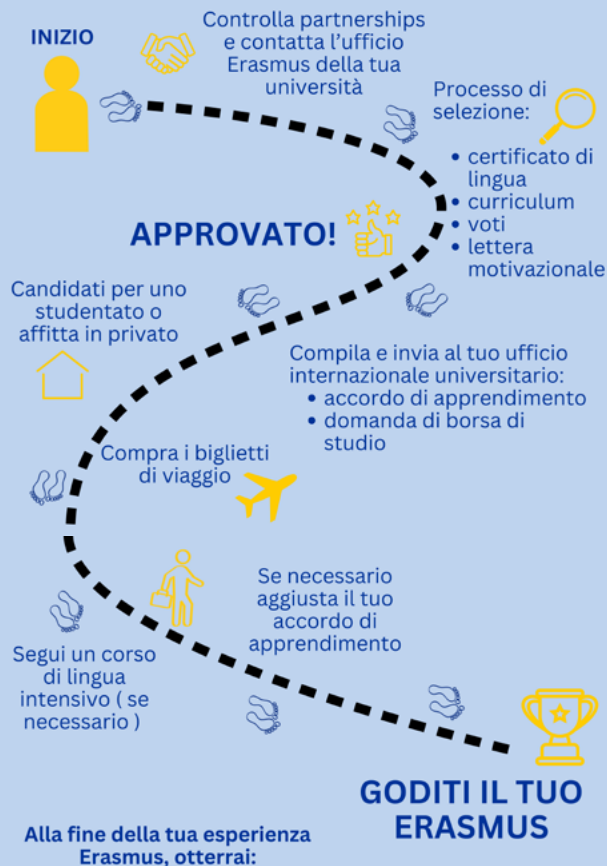 INIZIO
Controlla partnerships
e contatta l'ufficio
Erasmus della tua
università
Processo di
selezione:
• certificato di
lingua
• curriculum
• voti
• lettera
motivazionale
APPROVATO!
Candidati per uno
studentato o
affitta in privato
Compila e invia al tuo ufficio
internazionale universitario:
• accordo di apprendimento
• domanda di borsa di
studio
Compra i biglietti
di viaggio
Se necessario
aggiusta il tuo
accordo di
apprendimento
Segui un corso
di lingua
intensivo ( se
necessario )
GODITI IL TUO
ERASMUS
Alla fine della tua esperienza
Erasmus, otterrai: